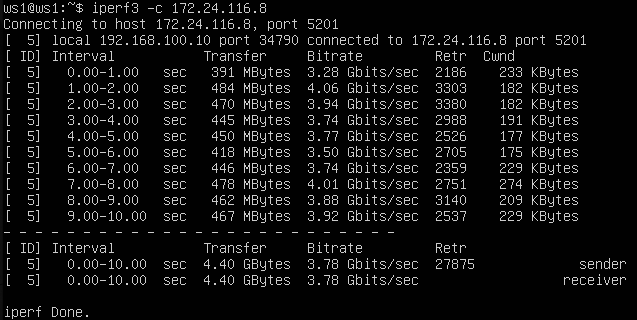 ws1@ws1:~$ iperf3 -c 172.24.116.8
Connecting to host 172.24.116.8, port 5201
[  5] local 192.168.100.10 port 34790 connected to 172.24.116.8 port 5201
[ ID] Interval           Transfer     Bitrate         Retr  Cwnd
[  5]   0.00-1.00   sec   391 MBytes  3.28 Gbits/sec  2186    233 KBytes
[  5]   1.00-2.00   sec   484 MBytes  4.06 Gbits/sec  3303    182 KBytes
[  5]   2.00-3.00   sec   470 MBytes  3.94 Gbits/sec  3380    182 KBytes
[  5]   3.00-4.00   sec   445 MBytes  3.74 Gbits/sec  2988    191 KBytes
[  5]   4.00-5.00   sec   450 MBytes  3.77 Gbits/sec  2526    177 KBytes
[  5]   5.00-6.00   sec   418 MBytes  3.50 Gbits/sec  2705    175 KBytes
[  5]   6.00-7.00   sec   446 MBytes  3.74 Gbits/sec  2359    229 KBytes
[  5]   7.00-8.00   sec   478 MBytes  4.01 Gbits/sec  2751    274 KBytes
[  5]   8.00-9.00   sec   462 MBytes  3.88 Gbits/sec  3140    209 KBytes
[  5]   9.00-10.00  sec   467 MBytes  3.92 Gbits/sec  2537    229 KBytes
- - - - - - - - - - - - - - - - - - - - - - - - -
[ ID] Interval           Transfer     Bitrate         Retr
[  5]   0.00-10.00  sec  4.40 GBytes  3.78 Gbits/sec  27875             sender
[  5]   0.00-10.00  sec  4.40 GBytes  3.78 Gbits/sec                  receiver

iperf Done.